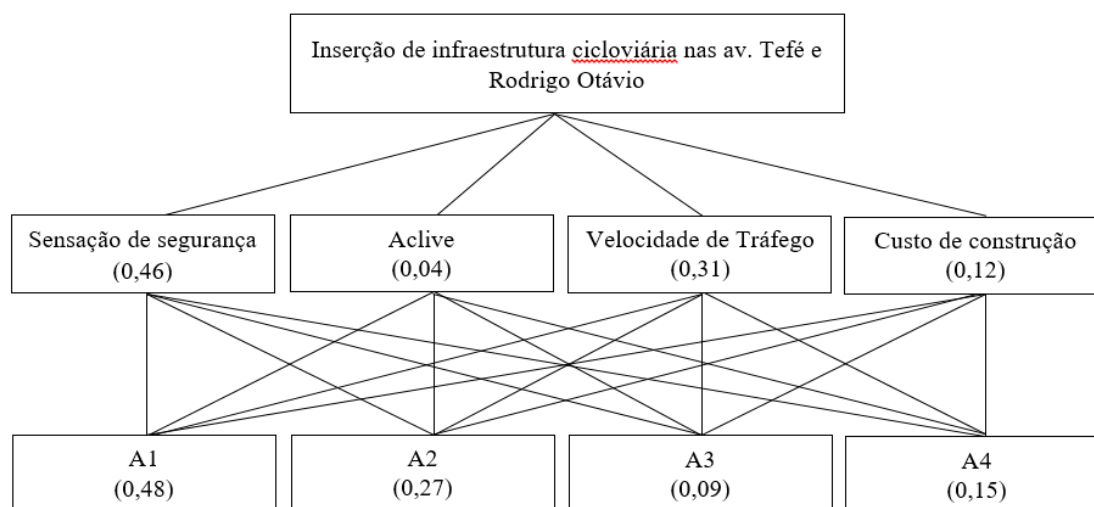 Inserção de infraestrutura cicloviária nas av. Tefé e
Rodrigo Otávio
Sensação de segurança
(0,46)
Aclive
(0,04)
Velocidade de Tráfego
(0,31)
Custo de construção
(0,12)
A1
(0,48)
A2
(0,27)
A3
(0,09)
A4
(0,15)